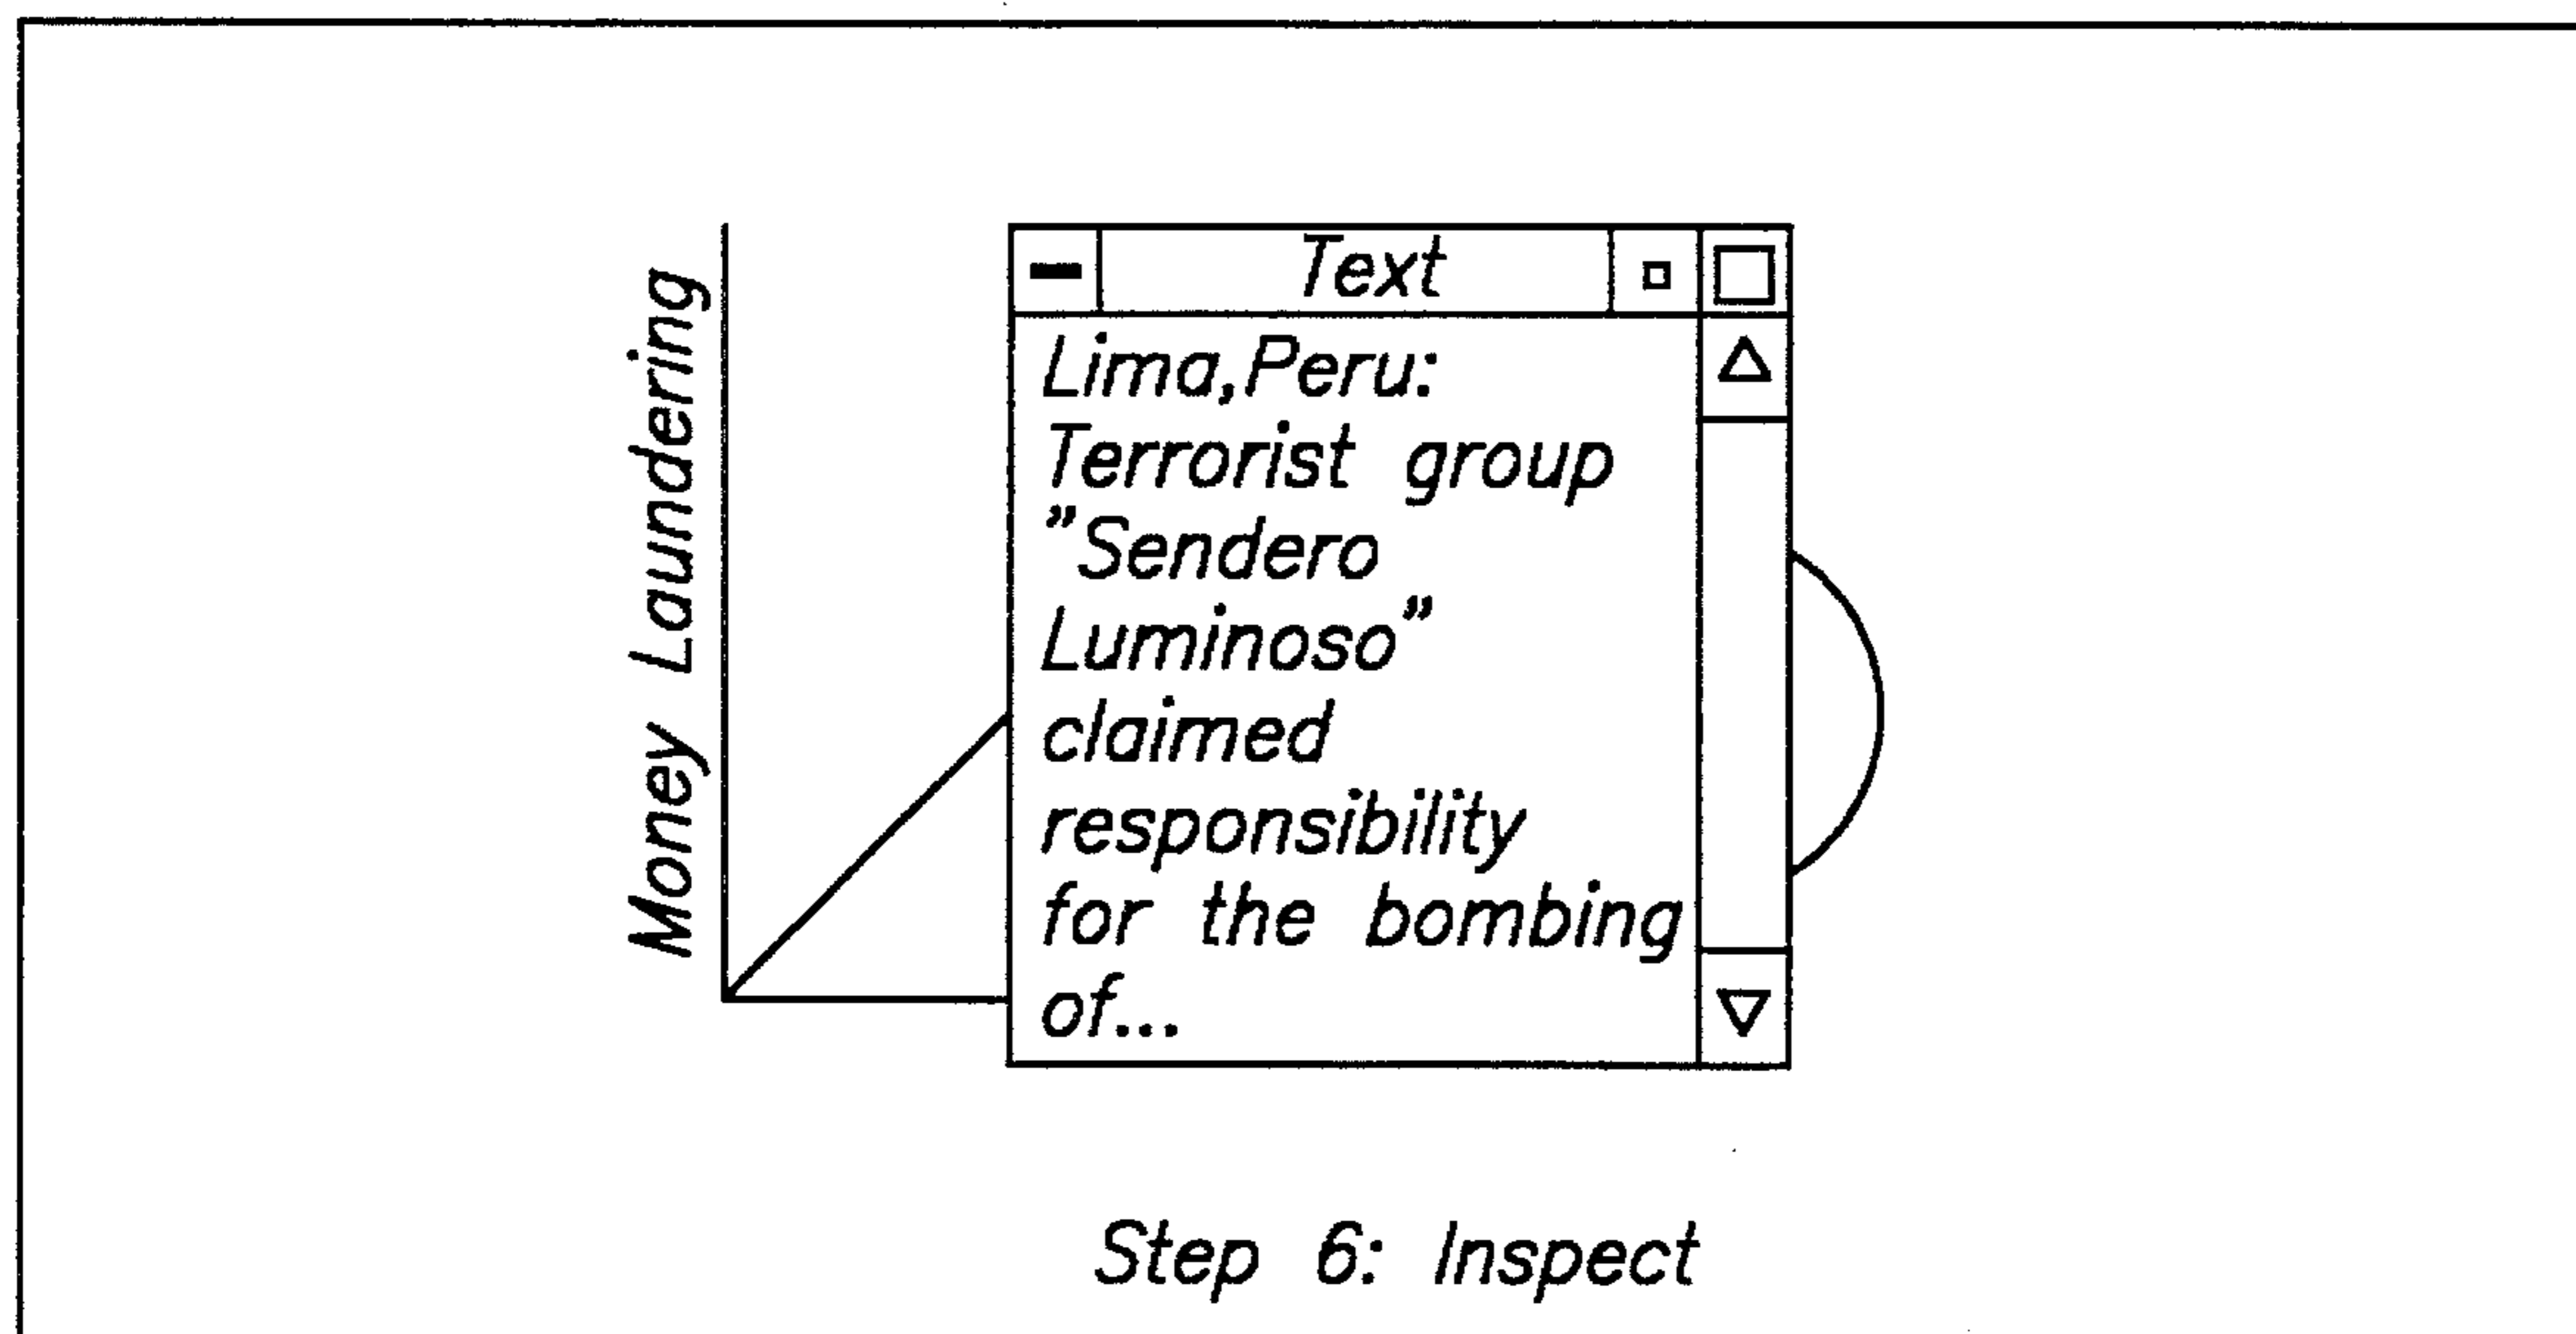 Money Laundering
Text
Lima,Peru:
Terrorist group
"Sendero
Luminoso"
claimed
responsibility
for the bombing
of...
Step 6: Inspect